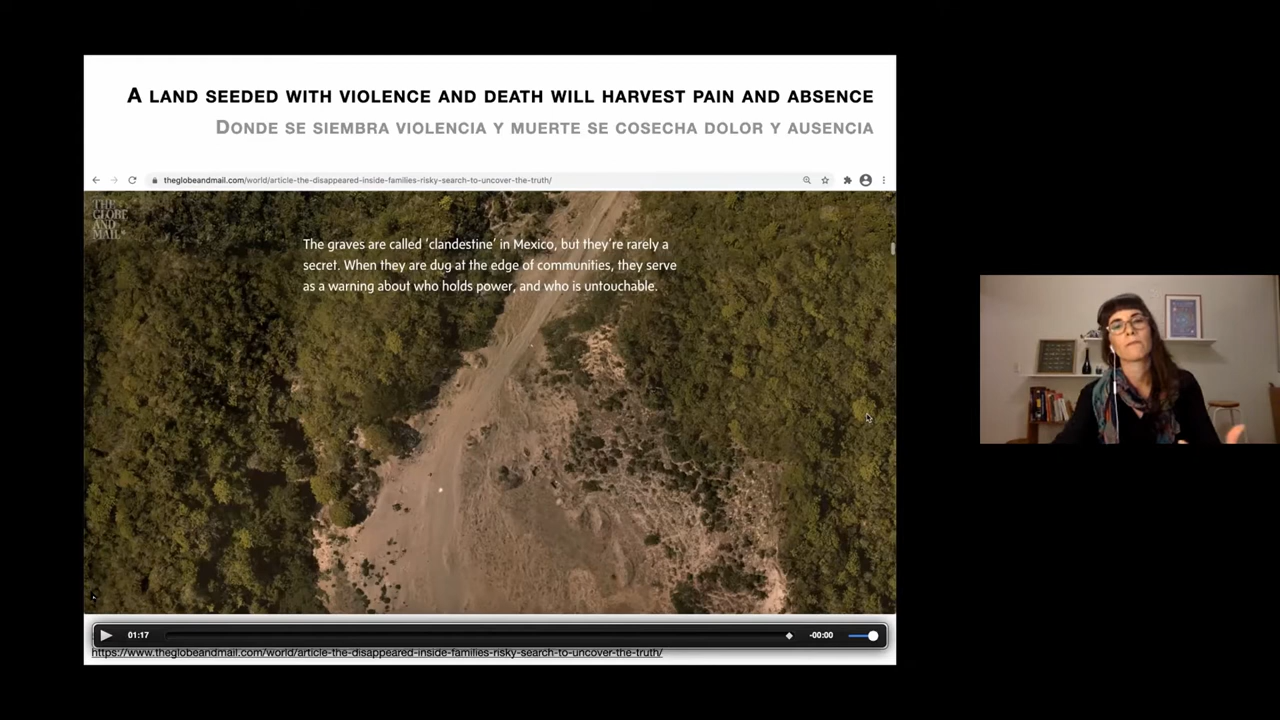 A LAND SEEDED WITH VIOLENCE AND DEATH WILL HARVEST PAIN AND ABSENCE
DONDE SE SIEMBRA VIOLENCIA Y MUERTE SE COSECHA DOLOR Y AUSENCIA
theglobeandmail.com/world/article-the-disappeared-inside-families-risky-search-to-uncover-the-truth/
THE
GLOBE
AND
MAIL*
The graves are called ‘clandestine’ in Mexico, but they’re rarely a
secret. When they are dug at the edge of communities, they serve
as a warning about who holds power, and who is untouchable.
01:17
-00:00
https://www.theglobeandmail.com/world/article-the-disappeared-inside-families-risky-search-to-uncover-the-truth/